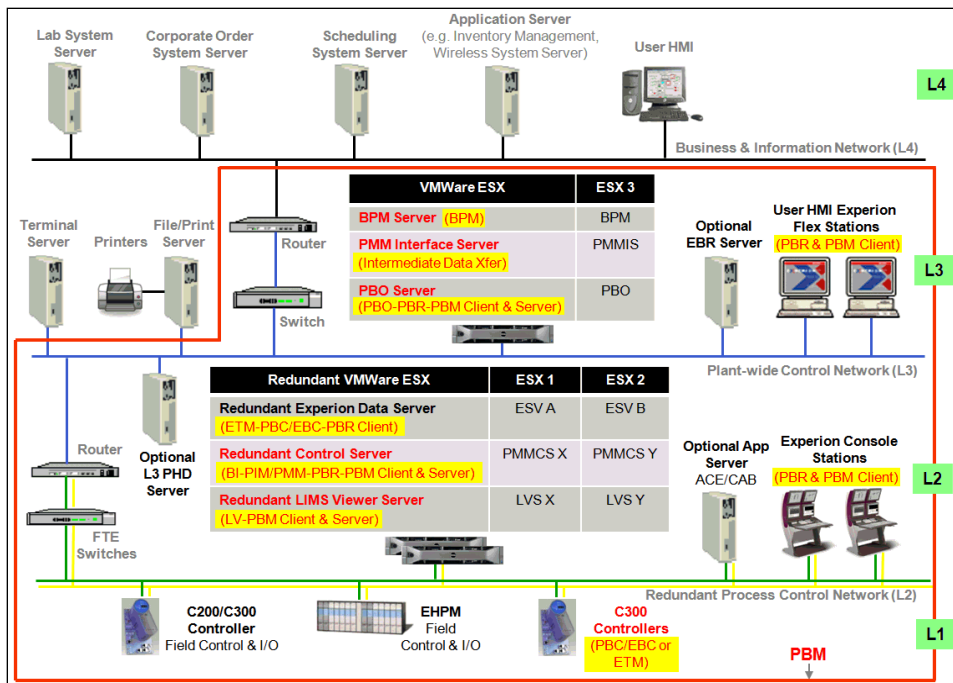 Lab System
Server
Corporate Order
System Server
Scheduling
System Server
Application Server
(e.g. Inventory Management,
Wireless System Server)
User HMI
L4
Business & Information Network (L4)
Terminal
Server
Printers
File/Print
Server
Router
Switch
VMWare ESX
ESX 3
BPM Server (BPM)
BPM
PMM Interface Server
(Intermediate Data Xfer)
PMMIS
PBO Server
(PBO-PBR-PBM Client & Server)
PBO
Optional
EBR Server
User HMI Experion
Flex Stations
(PBR & PBM Client)
L3
Plant-wide Control Network (L3)
Router
FTE
Switches
Optional
L3 PHD
Server
Redundant VMWare ESX
ESX 1
ESX 2
Redundant Experion Data Server
(ETM-PBC/EBC-PBR Client)
ESV A
ESV B
Redundant Control Server
(BI-PIM/PMM-PBR-PBM Client & Server)
PMMCS X
PMMCS Y
Redundant LIMS Viewer Server
(LV-PBM Client & Server)
LVS X
LVS Y
Optional App
Server
ACE/CAB
Experion Console
Stations
(PBR & PBM Client)
L2
Redundant Process Control Network (L2)
C200/C300
Controller
Field Control & I/O
EHPM
Field
Control & I/O
C300
Controllers
(PBC/EBC or
ETM)
L1
PBM